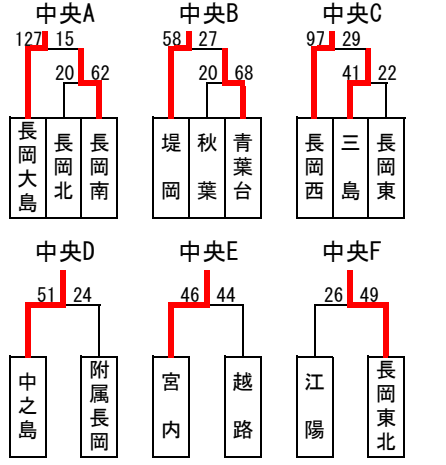 中央A 中央B 中央C
127 15 58 27 97 29
20 62 20 68 41 22
長岡大島 長岡北 長岡南 堤岡 秋葉 青葉台 長岡西 三島 長岡東
中央D 中央E 中央F
51 24 46 44 26 49
中之島 附属長岡 宮内 越路 江陽 長岡東北